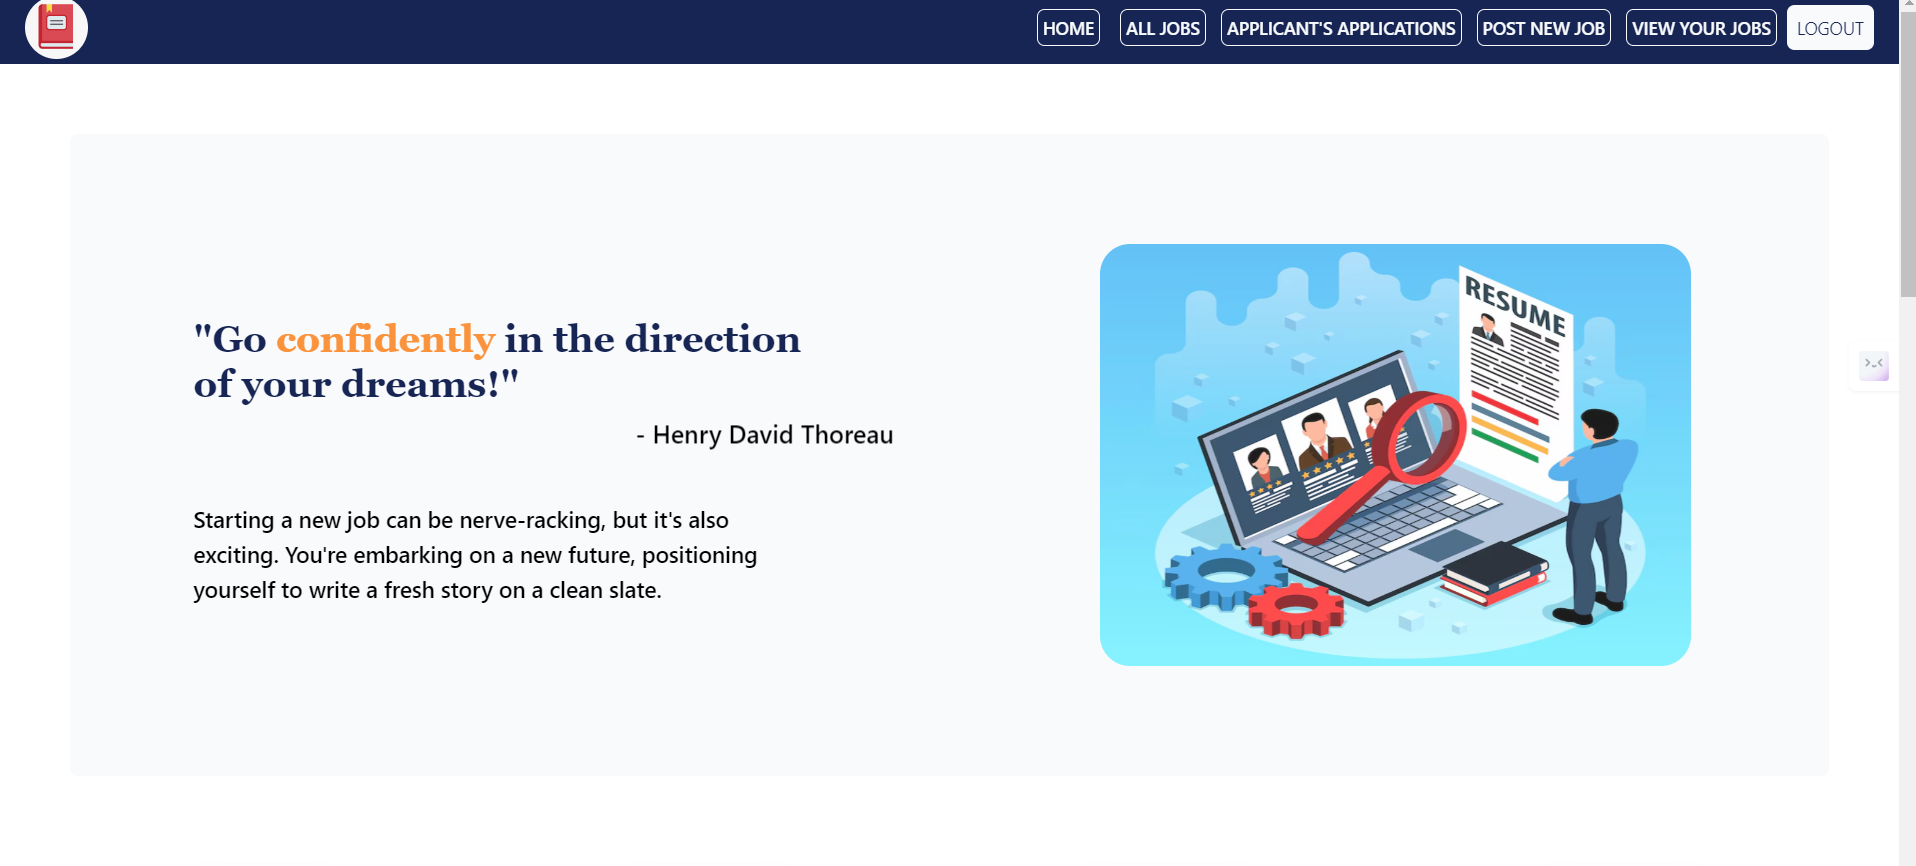 HOME
ALL JOBS
APPLICANT'S APPLICATIONS
POST NEW JOB
VIEW YOUR JOBS
LOGOUT
"Go confidently in the direction
of your dreams!"
- Henry David Thoreau
Starting a new job can be nerve-racking, but it's also
exciting. You're embarking on a new future, positioning
yourself to write a fresh story on a clean slate.
RESUME